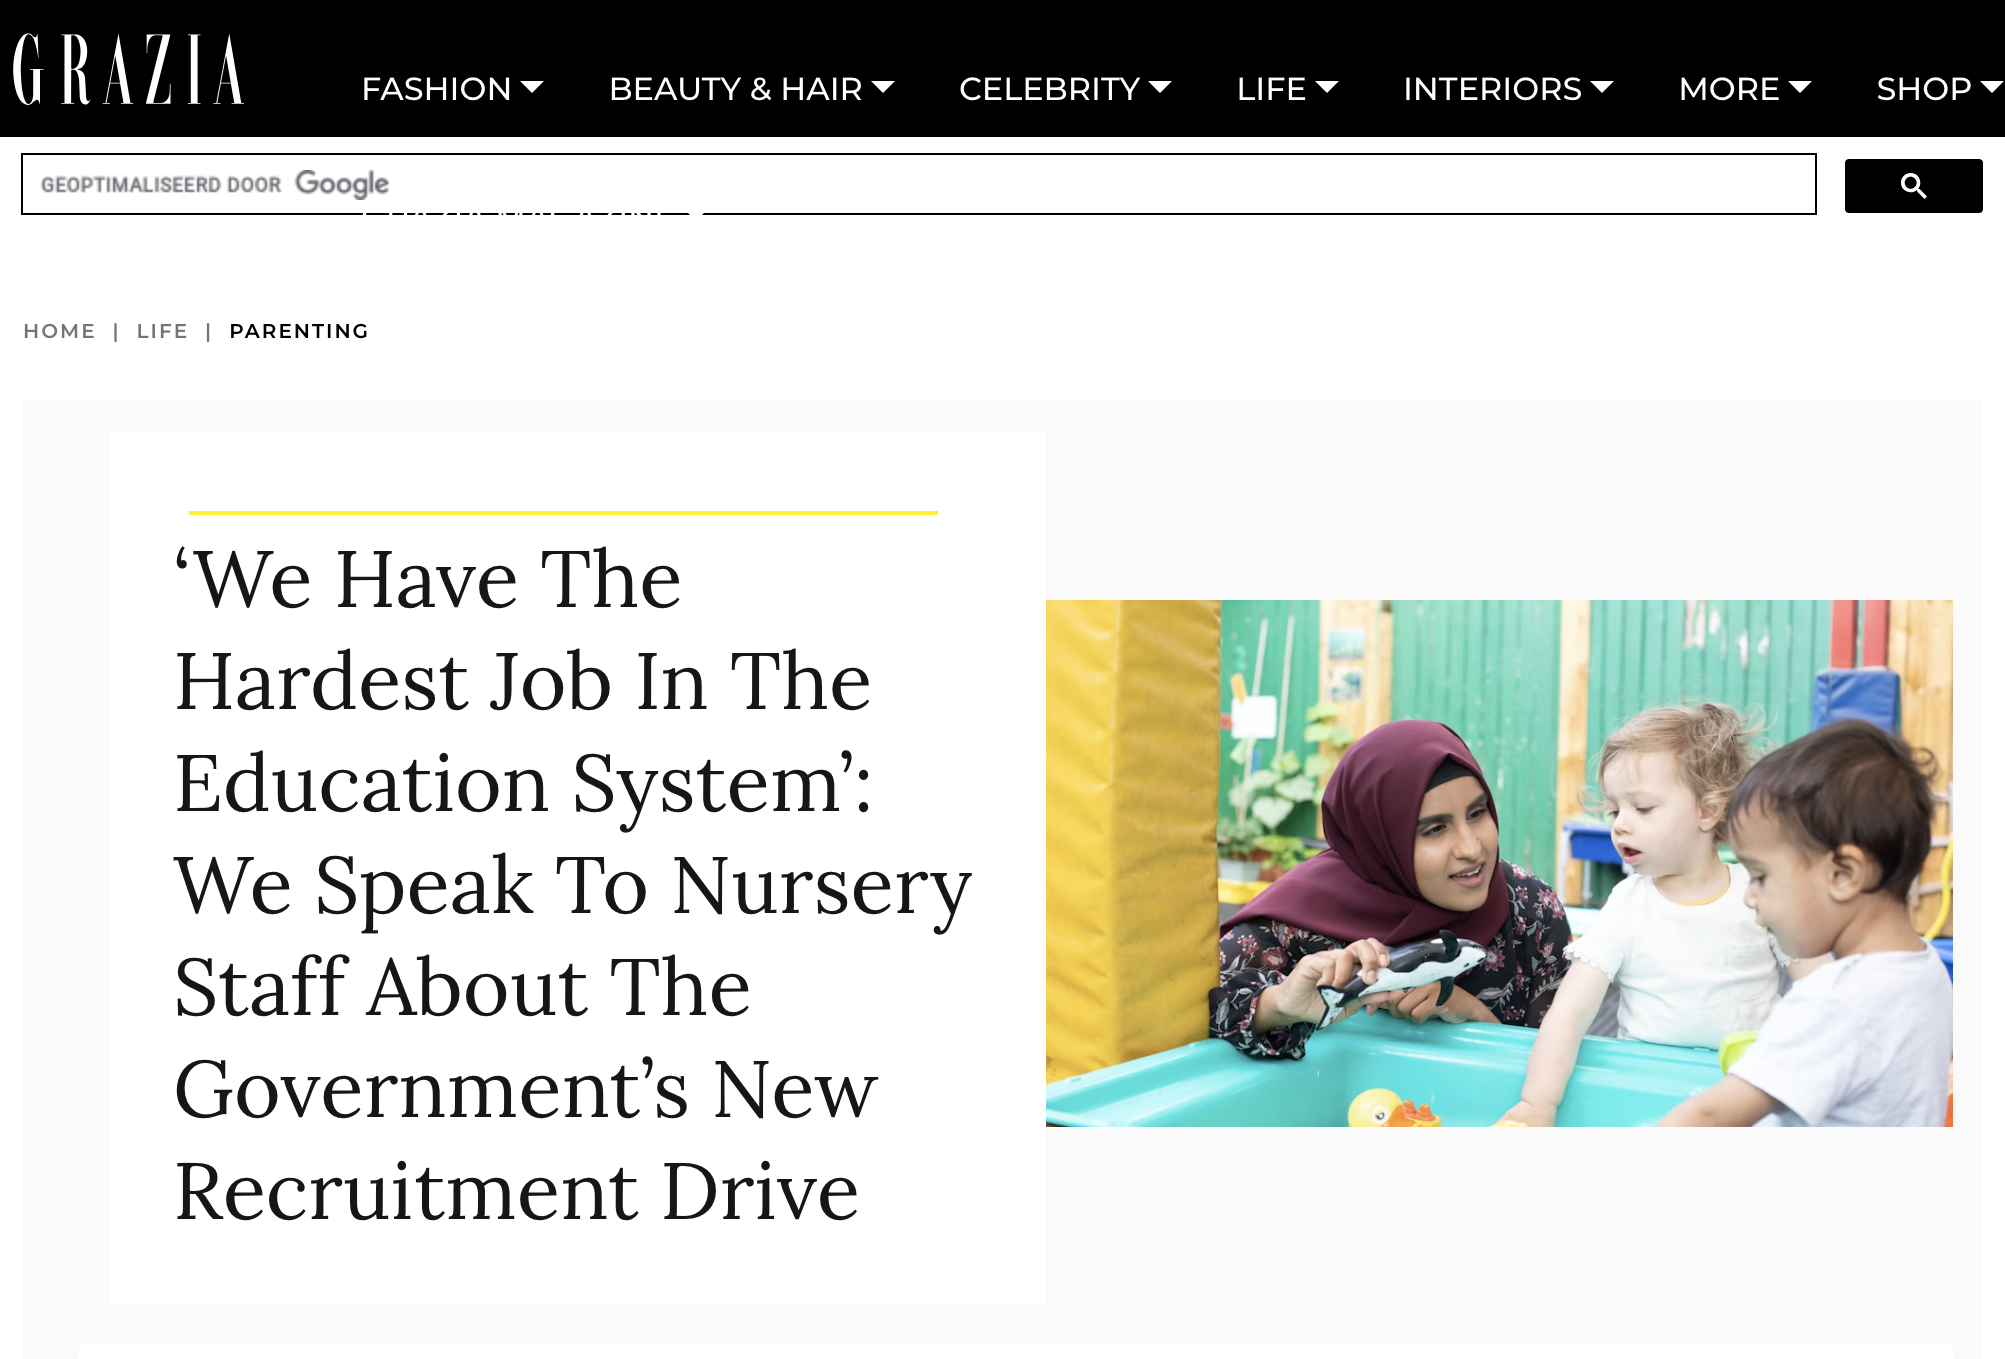 GRAZIA
FASHION BEAUTY & HAIR CELEBRITY LIFE INTERIORS MORE SHOP
GEOPTIMALISEERD DOOR Google
HOME | LIFE | PARENTING
‘We Have The
Hardest Job In The
Education System’:
We Speak To Nursery
Staff About The
Government’s New
Recruitment Drive